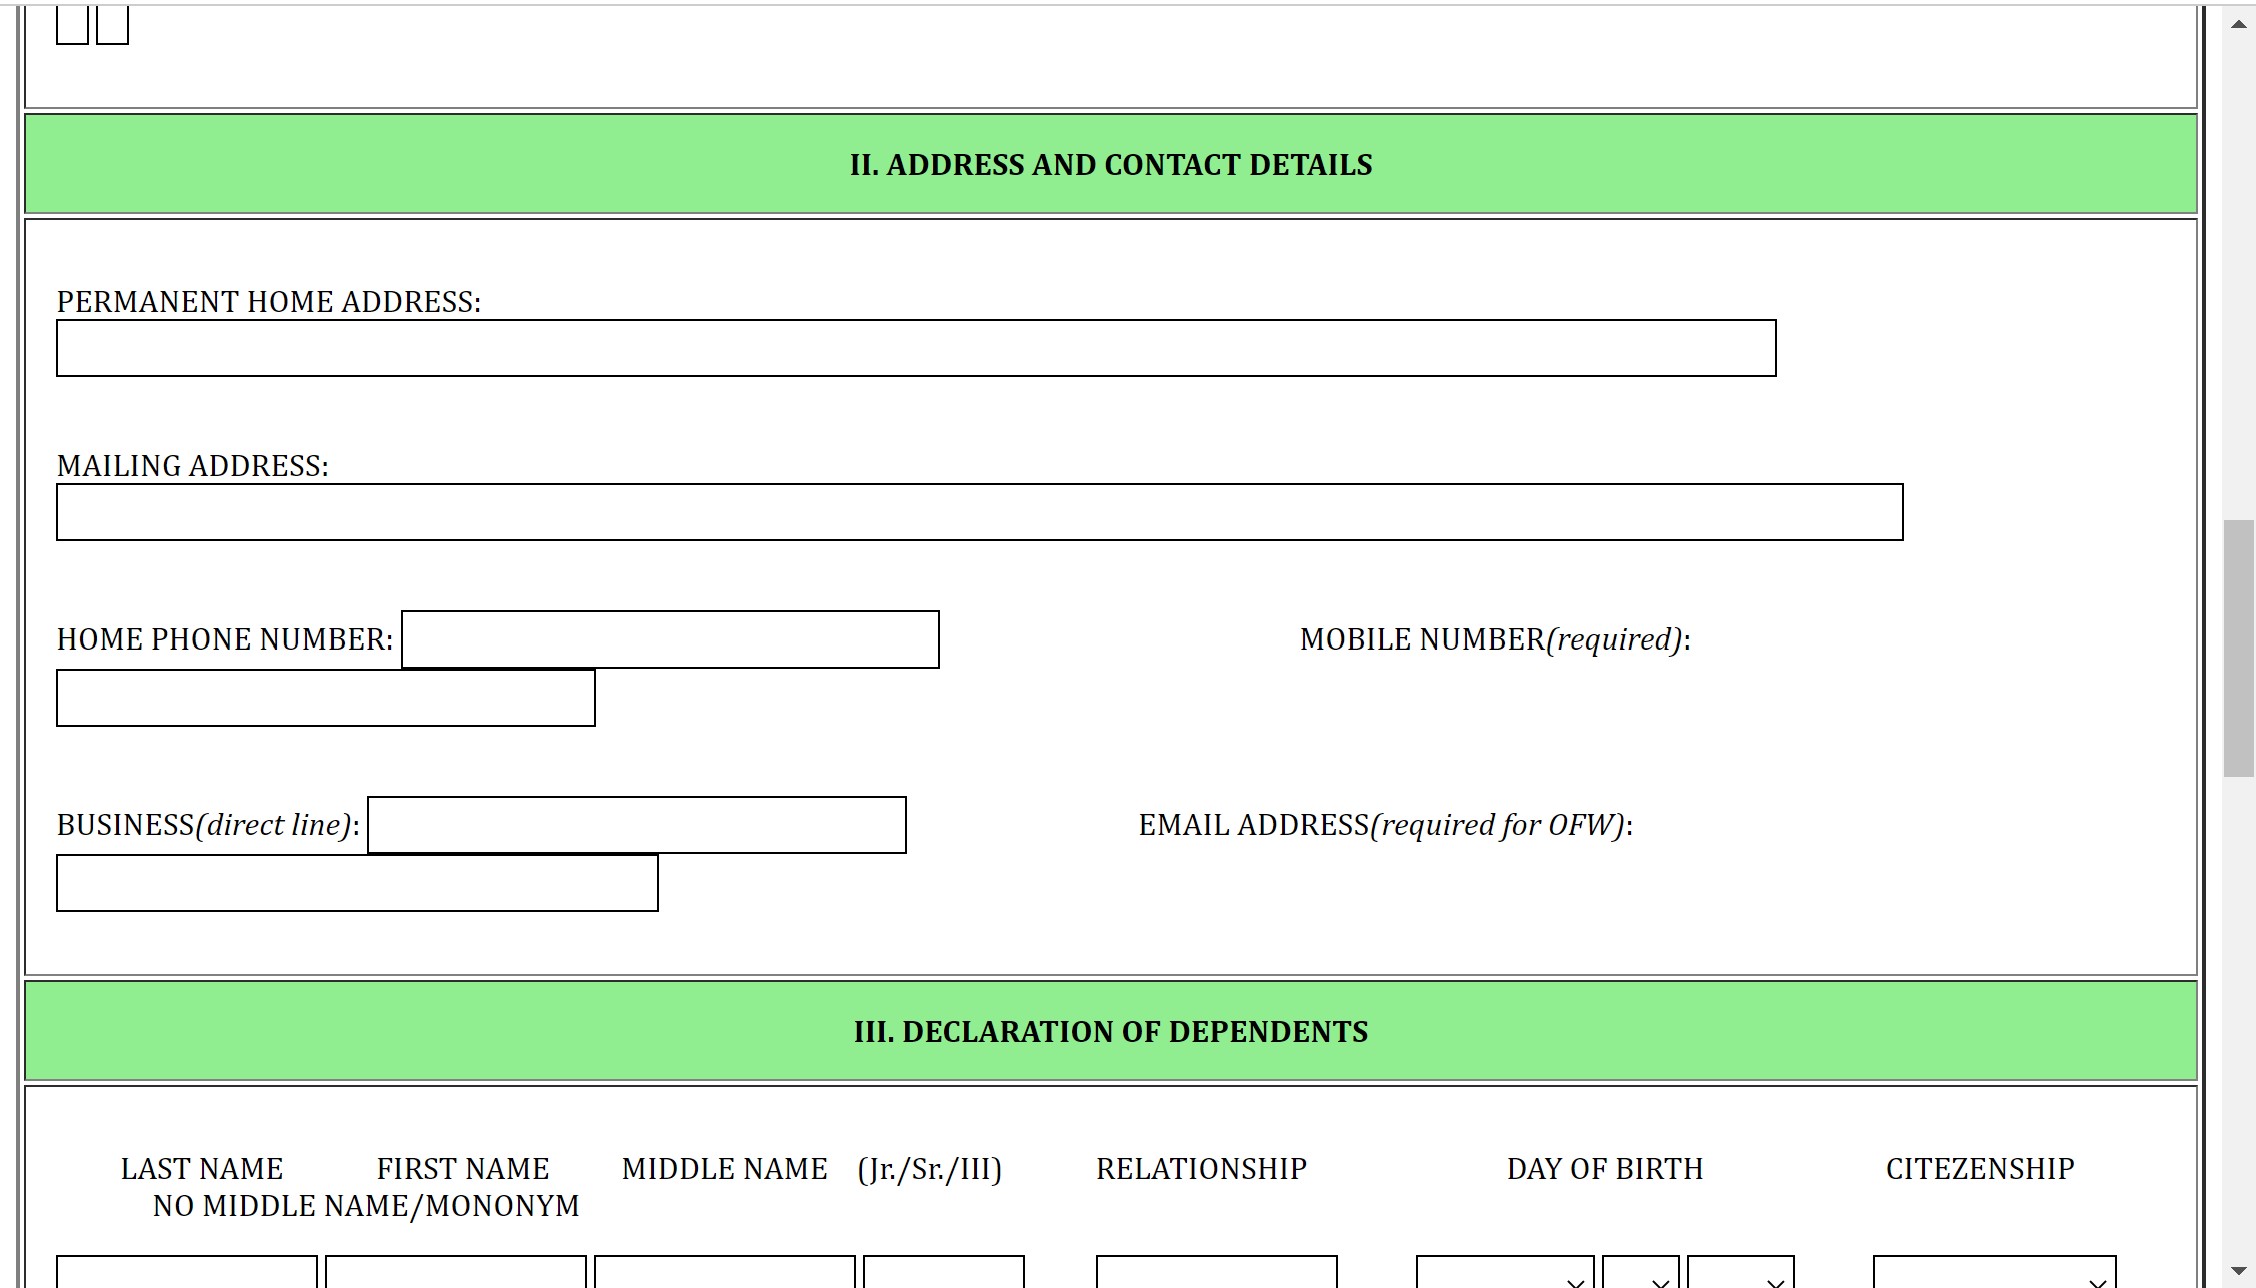 II. ADDRESS AND CONTACT DETAILS
PERMANENT HOME ADDRESS:
MAILING ADDRESS:
HOME PHONE NUMBER: MOBILE NUMBER(required):
BUSINESS(direct line): EMAIL ADDRESS(required for OFW):
III. DECLARATION OF DEPENDENTS
LAST NAME FIRST NAME MIDDLE NAME (Jr./Sr./III) RELATIONSHIP DAY OF BIRTH CITEZENSHIP
NO MIDDLE NAME/MONONYM